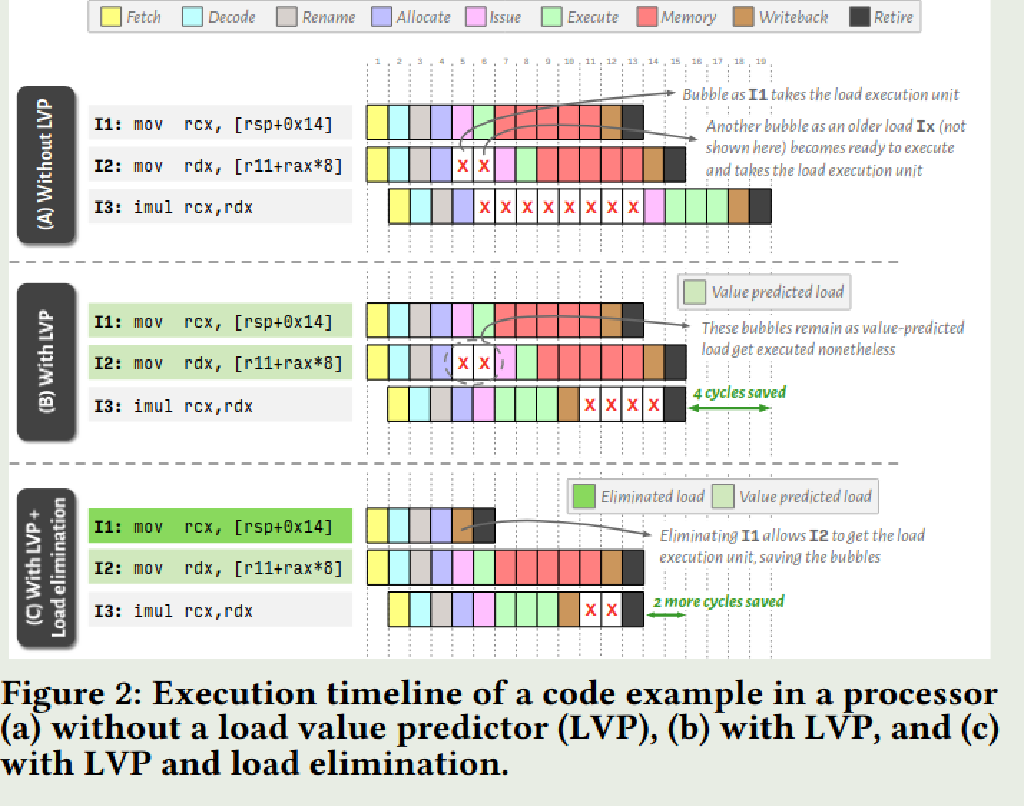 Fetch Decode Rename Allocate Issue Execute Memory Writeback Retire
1 2 3 4 5 6 7 8 9 10 11 12 13 14 15 16 17 18 19
(A) Without LVP
I1: mov rcx, [rsp+0x14]
Bubble as I1 takes the load execution unit
I2: mov rdx, [r11+rax*8]
X X
Another bubble as an older load Ix (not
shown here) becomes ready to execute
and takes the load execution unit
I3: imul rcx,rdx
X X X X X X X X
(B) With LVP
Value predicted load
I1: mov rcx, [rsp+0x14]
These bubbles remain as value-predicted
load get executed nonetheless
I2: mov rdx, [r11+rax*8]
X X
I3: imul rcx,rdx
X X X X
4 cycles saved
(C) With LVP +
Load elimination
Eliminated load Value predicted load
I1: mov rcx, [rsp+0x14]
Eliminating I1 allows I2 to get the load
execution unit, saving the bubbles
I2: mov rdx, [r11+rax*8]
I3: imul rcx,rdx
X X
2 more cycles saved
Figure 2: Execution timeline of a code example in a processor
(a) without a load value predictor (LVP), (b) with LVP, and (c)
with LVP and load elimination.